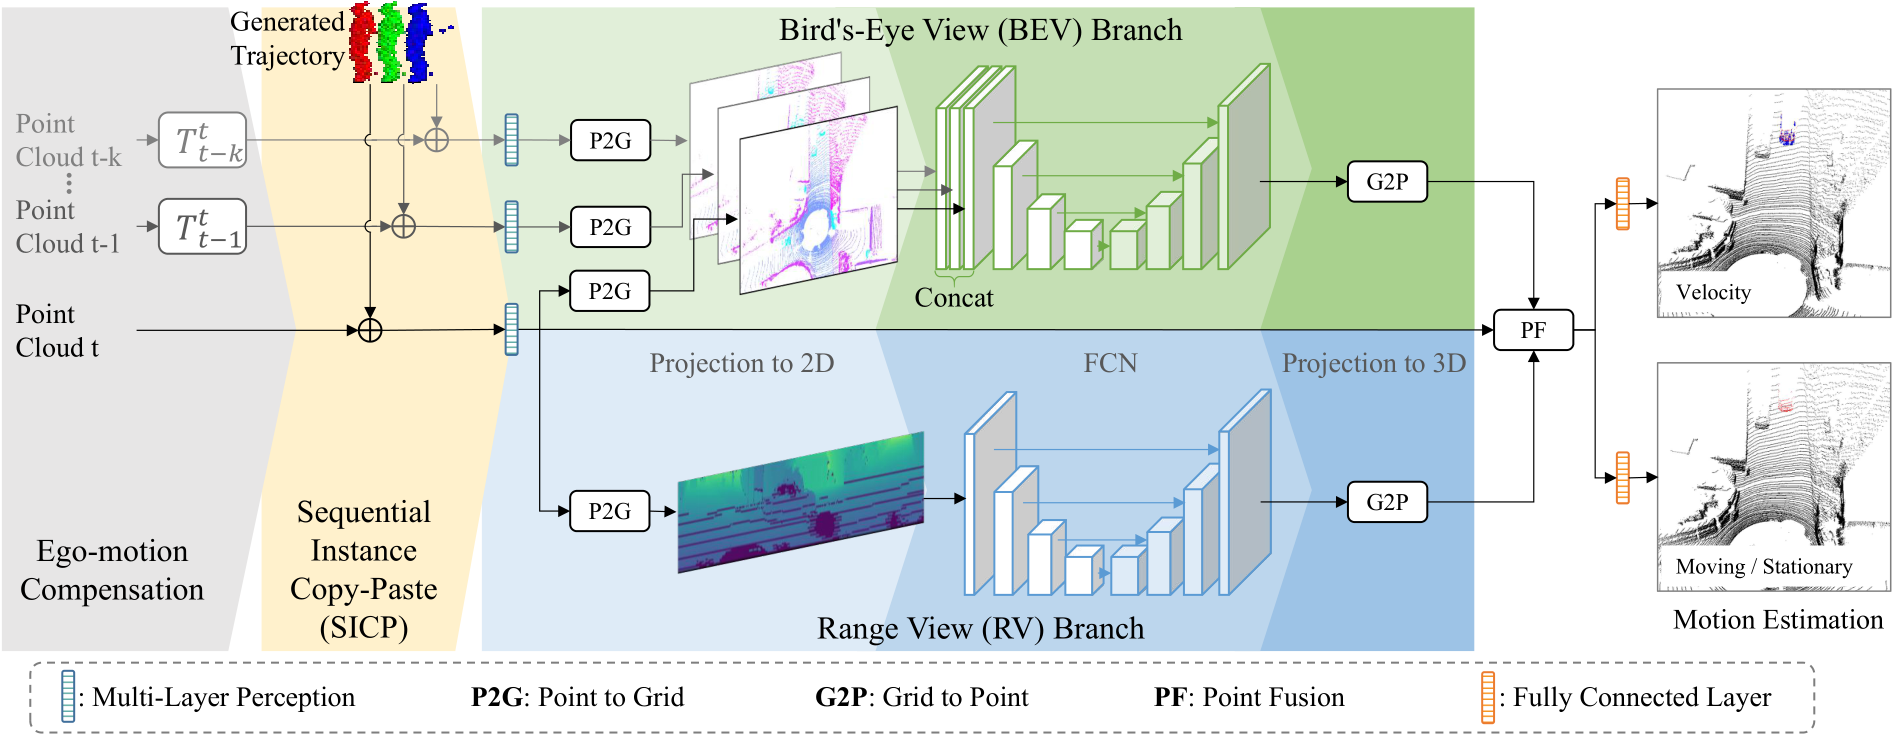 Generated
Trajectory
Bird's-Eye View (BEV) Branch
Point
Cloud t-k
T^t_{t-k}
P2G
Point
Cloud t-1
T^t_{t-1}
P2G
P2G
G2P
Concat
Velocity
Point
Cloud t
PF
Projection to 2D
FCN
Projection to 3D
P2G
G2P
Ego-motion
Compensation
Sequential
Instance
Copy-Paste
(SICP)
Range View (RV) Branch
Moving / Stationary
Motion Estimation
: Multi-Layer Perception
P2G: Point to Grid
G2P: Grid to Point
PF: Point Fusion
: Fully Connected Layer